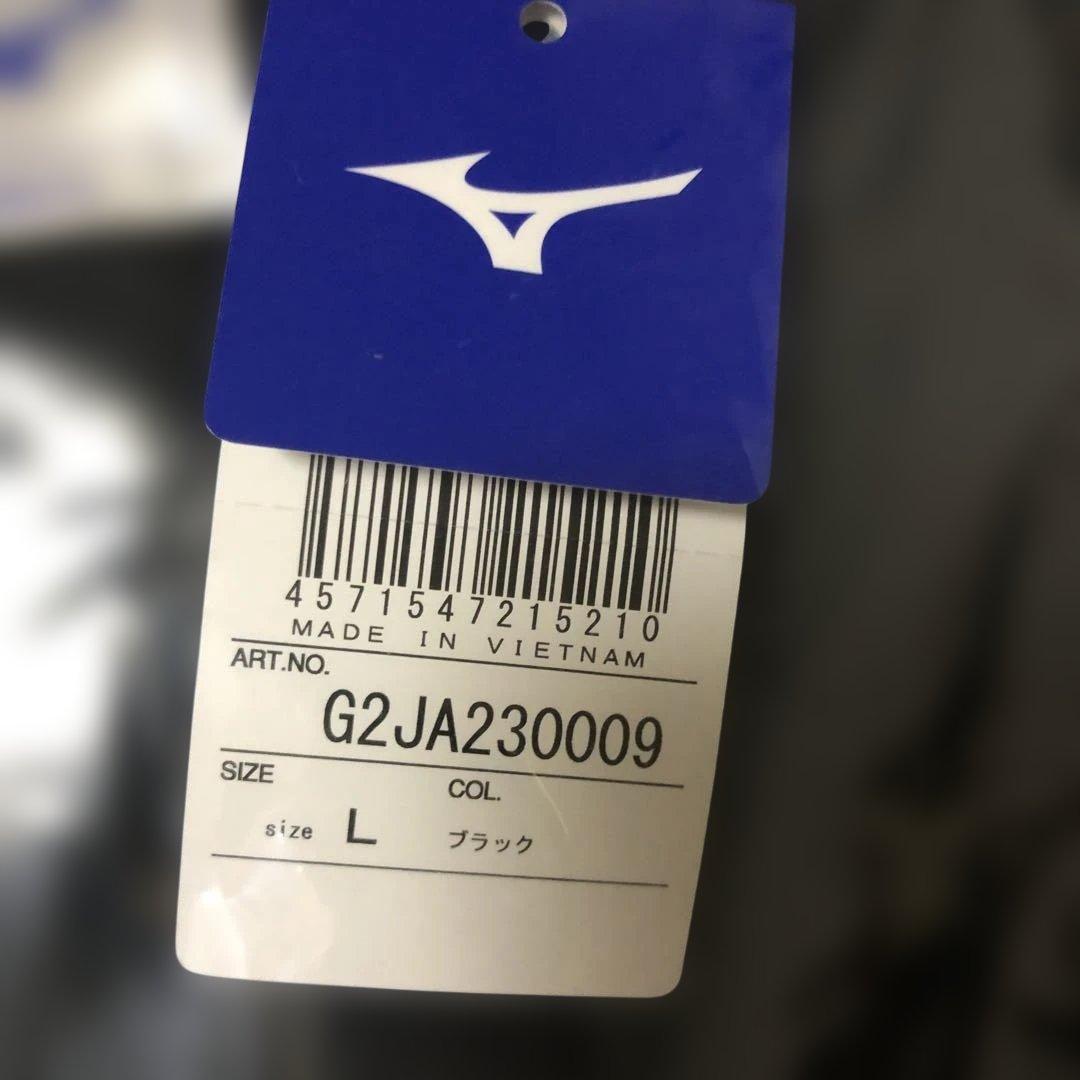 4571547215210
MADE IN VIETNAM
ART.NO.
G2JA230009
SIZE COL.
size L ブラック